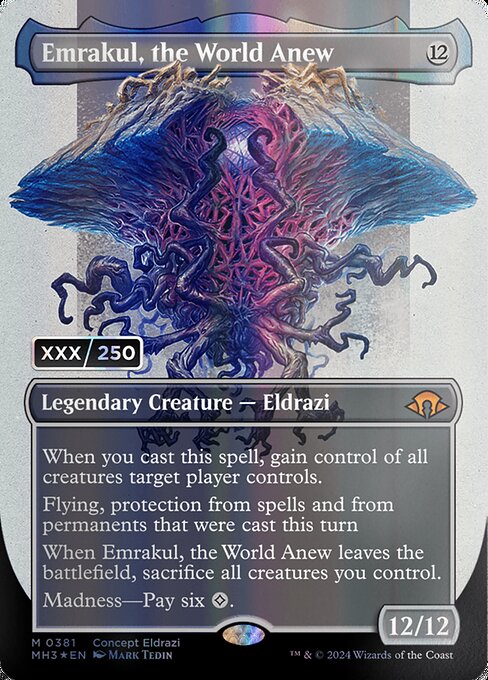 Emrakul, the World Anew 12
XXX/250
Legendary Creature — Eldrazi
When you cast this spell, gain control of all
creatures target player controls.
Flying, protection from spells and from
permanents that were cast this turn
When Emrakul, the World Anew leaves the
battlefield, sacrifice all creatures you control.
Madness—Pay six ◇.
12/12
M 0381 Concept Eldrazi
MH3★EN Mark Tedin
™ & © 2024 Wizards of the Coast